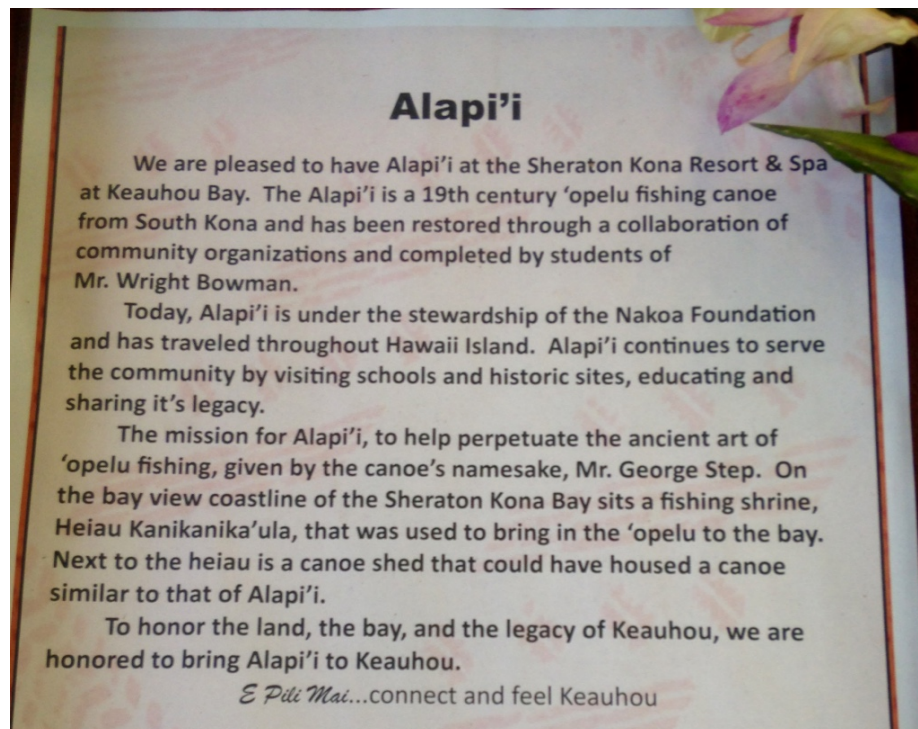 Alapi’i
We are pleased to have Alapi’i at the Sheraton Kona Resort & Spa
at Keauhou Bay. The Alapi’i is a 19th century ‘opelu fishing canoe
from South Kona and has been restored through a collaboration of
community organizations and completed by students of
Mr. Wright Bowman.
Today, Alapi’i is under the stewardship of the Nakoa Foundation
and has traveled throughout Hawaii Island. Alapi’i continues to serve
the community by visiting schools and historic sites, educating and
sharing it’s legacy.
The mission for Alapi’i, to help perpetuate the ancient art of
‘opelu fishing, given by the canoe’s namesake, Mr. George Step. On
the bay view coastline of the Sheraton Kona Bay sits a fishing shrine,
Heiau Kanikanika’ula, that was used to bring in the ‘opelu to the bay.
Next to the heiau is a canoe shed that could have housed a canoe
similar to that of Alapi’i.
To honor the land, the bay, and the legacy of Keauhou, we are
honored to bring Alapi’i to Keauhou.
E Pili Mai...connect and feel Keauhou